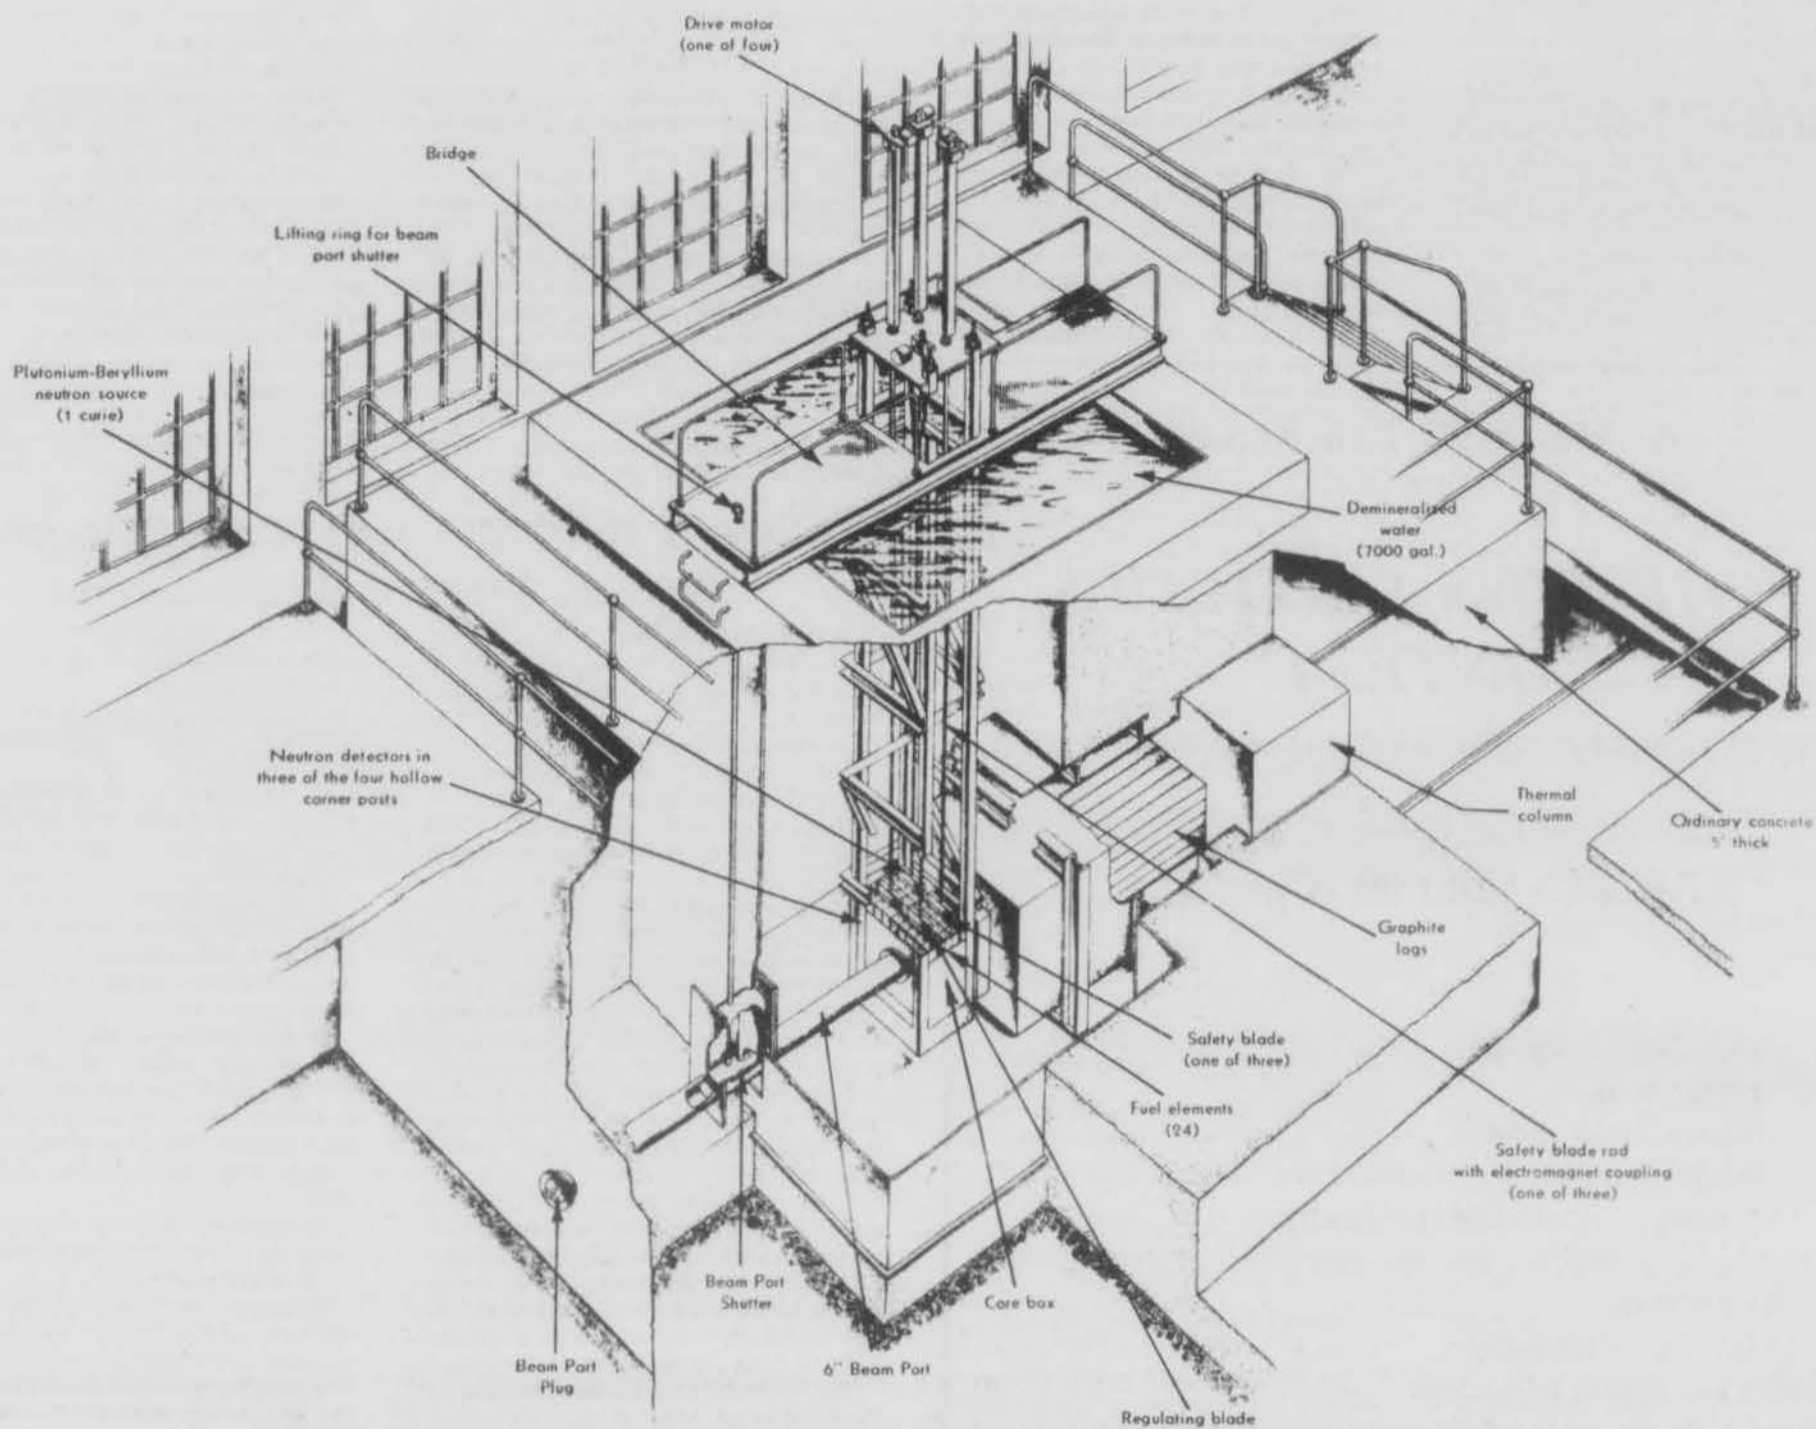 Drive motor
(one of four)
Bridge
Lifting ring for beam
port shutter
Plutonium-Beryllium
neutron source
(1 curie)
Demineralized
water
(7000 gal.)
Neutron detectors in
three of the four hollow
corner posts
Thermal
column
Ordinary concrete
5' thick
Graphite
logs
Safety blade
(one of three)
Fuel elements
(24)
Safety blade rod
with electromagnet coupling
(one of three)
Beam Port
Shutter
Core box
Beam Port
Plug
6" Beam Port
Regulating blade